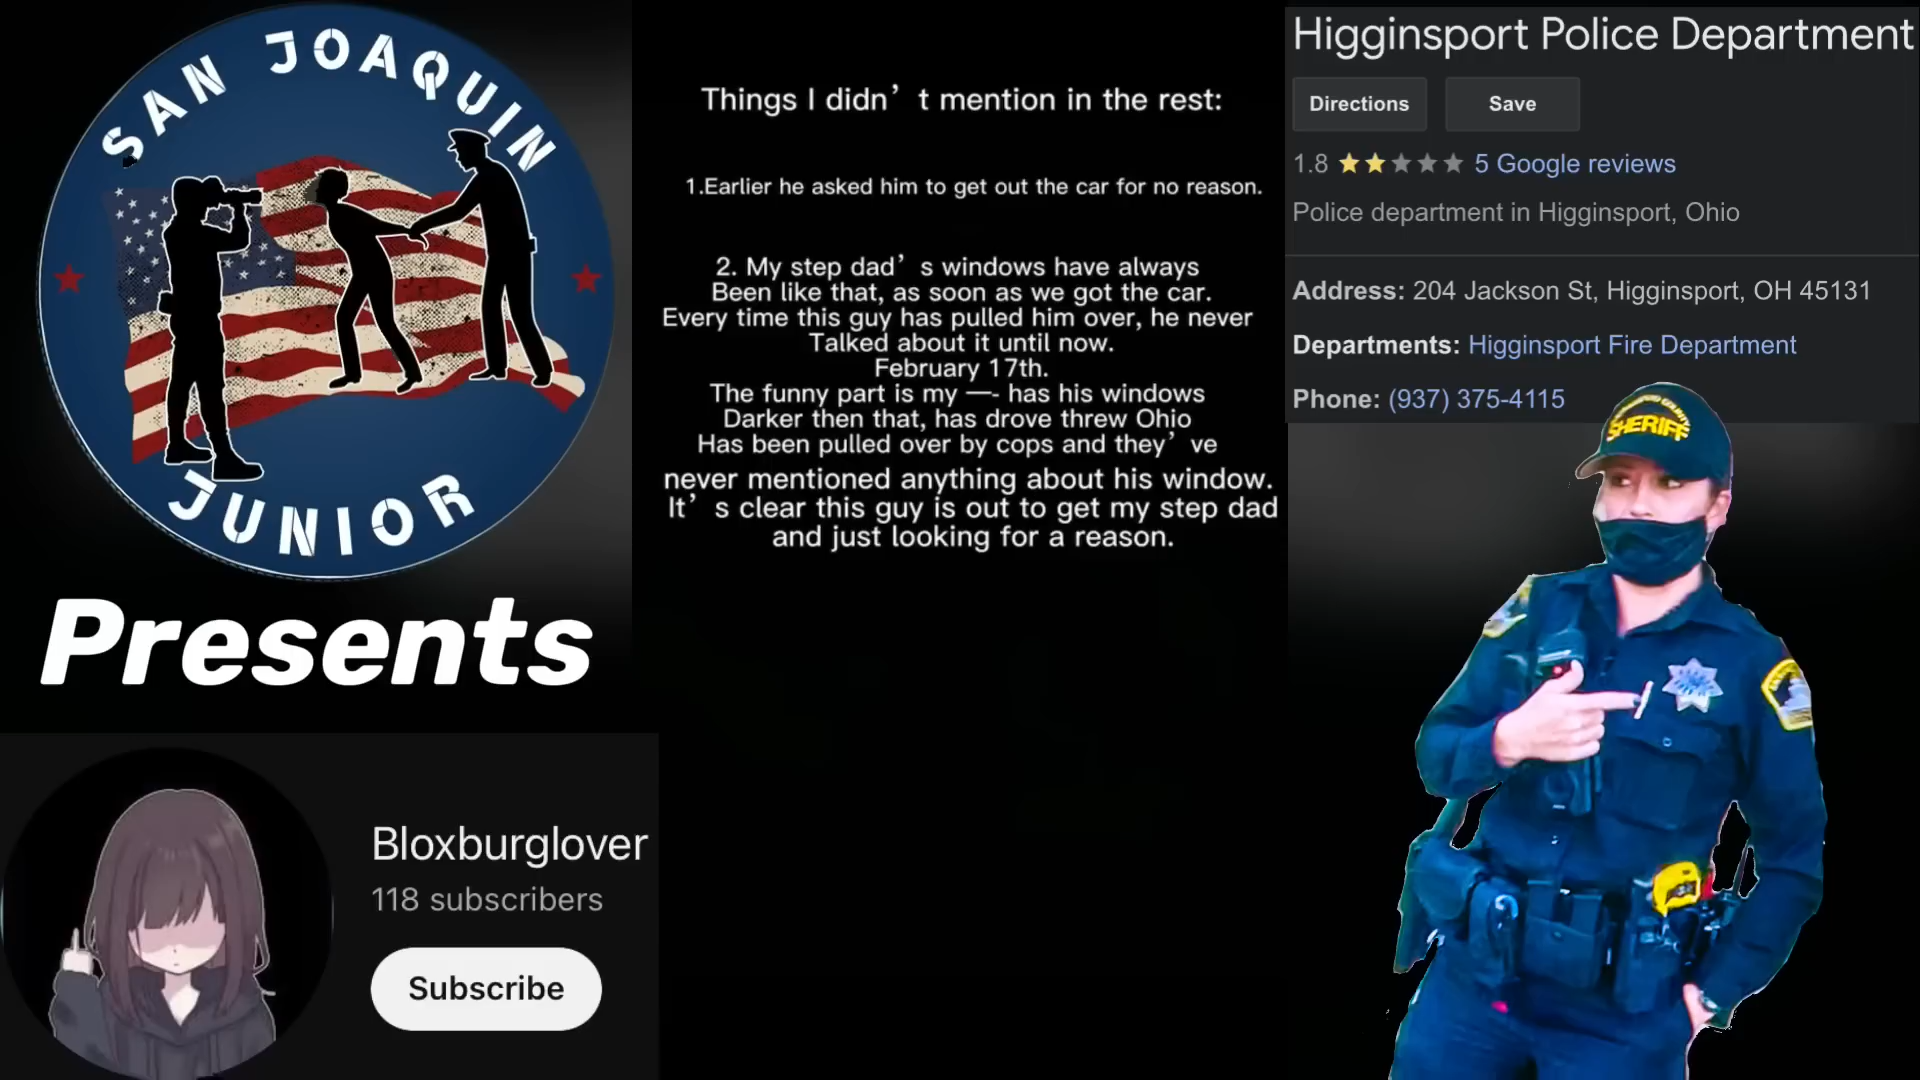 SAN JOAQUIN
JUNIOR
Presents
Bloxburglover
118 subscribers
Subscribe
Things I didn’t mention in the rest:
1.Earlier he asked him to get out the car for no reason.
2. My step dad’s windows have always
Been like that, as soon as we got the car.
Every time this guy has pulled him over, he never
Talked about it until now.
February 17th.
The funny part is my —- has his windows
Darker then that, has drove threw Ohio
Has been pulled over by cops and they’ve
never mentioned anything about his window.
It’s clear this guy is out to get my step dad
and just looking for a reason.
Higginsport Police Department
Directions
Save
1.8 ★★★★★ 5 Google reviews
Police department in Higginsport, Ohio
Address: 204 Jackson St, Higginsport, OH 45131
Departments: Higginsport Fire Department
Phone: (937) 375-4115
SHERIFF